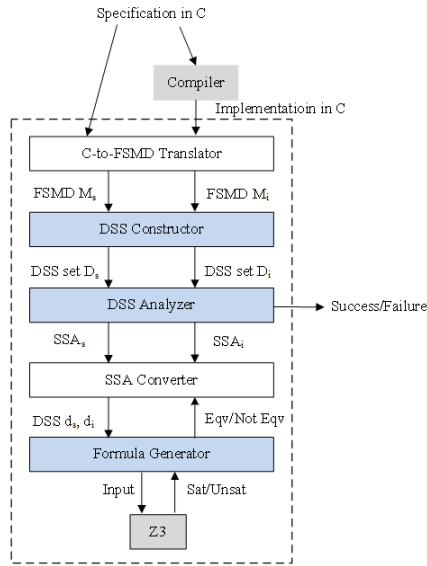 Specification in C
Compiler
Implementatioin in C
C-to-FSMD Translator
FSMD Mₛ FSMD Mᵢ
DSS Constructor
DSS set Dₛ DSS set Dᵢ
DSS Analyzer
Success/Failure
SSAₛ SSAᵢ
SSA Converter
DSS dₛ, dᵢ Eqv/Not Eqv
Formula Generator
Input Sat/Unsat
Z3